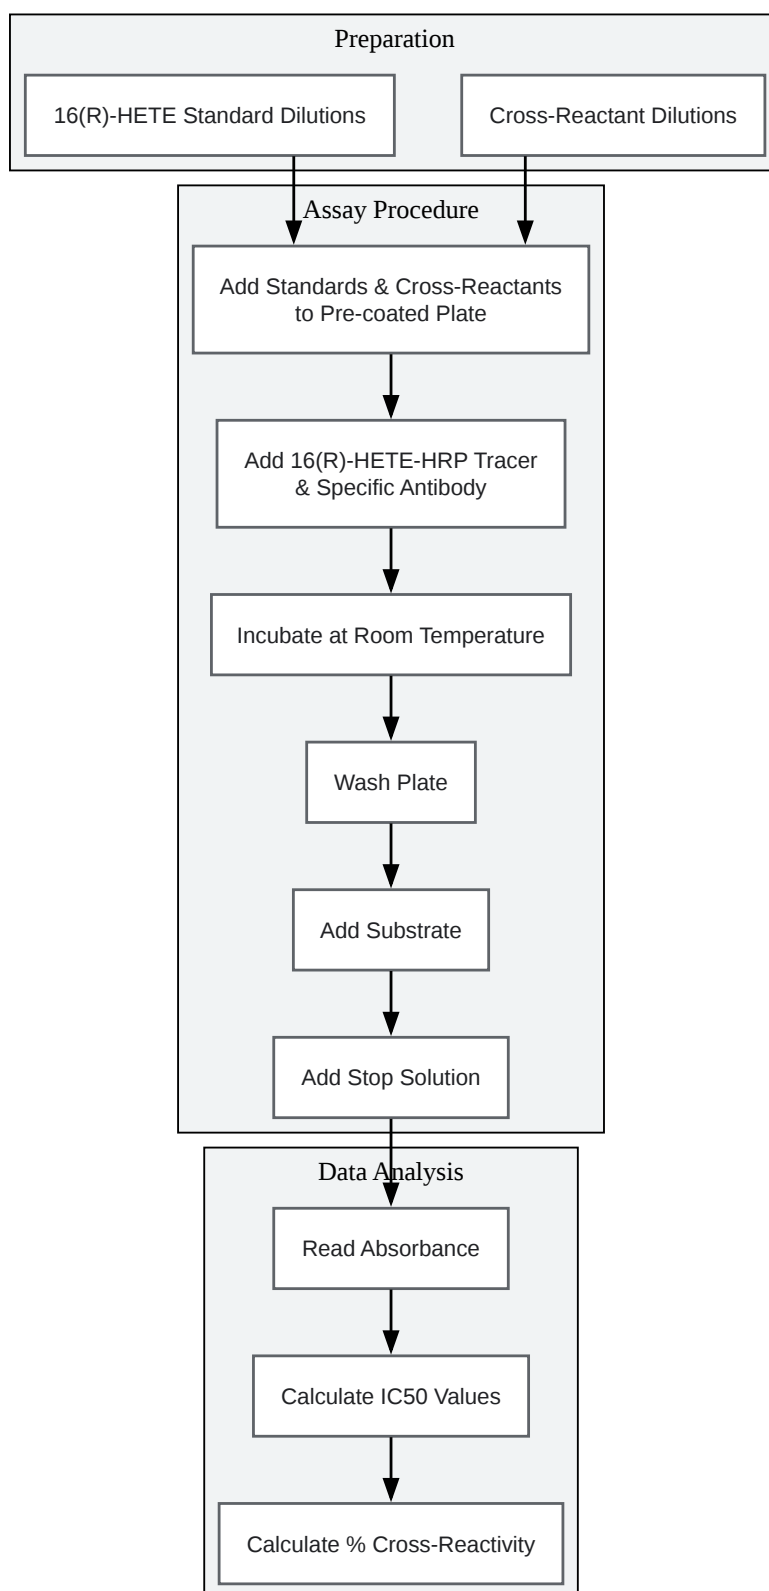 Preparation
16(R)-HETE Standard Dilutions
Cross-Reactant Dilutions
Assay Procedure
Add Standards & Cross-Reactants
to Pre-coated Plate
Add 16(R)-HETE-HRP Tracer
& Specific Antibody
Incubate at Room Temperature
Wash Plate
Add Substrate
Add Stop Solution
Data Analysis
Read Absorbance
Calculate IC50 Values
Calculate % Cross-Reactivity